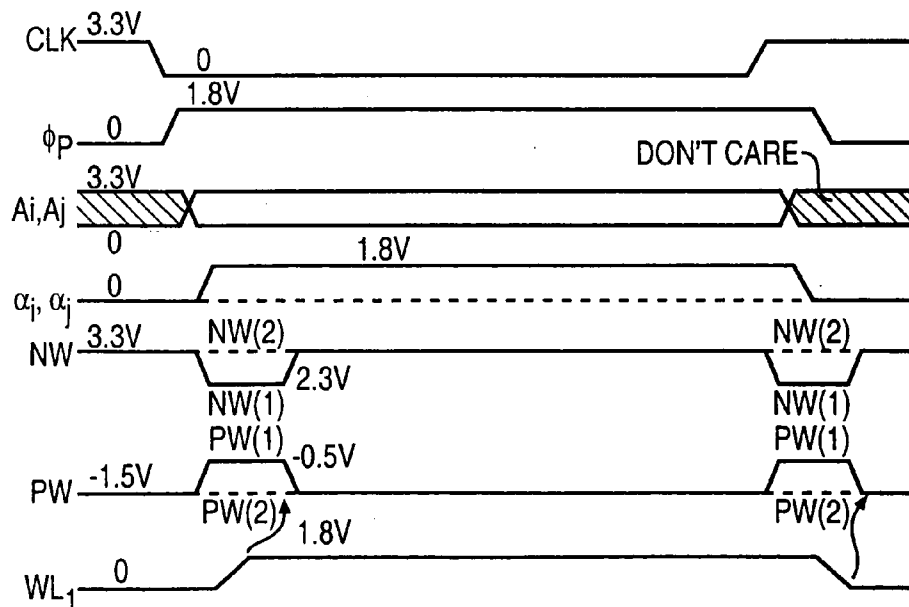 CLK 3.3V
0
1.8V
ϕP 0
DON'T CARE
3.3V
Ai,Aj
0
1.8V
0
αi, αj
NW(2) NW(2)
NW 3.3V
2.3V
NW(1) NW(1)
PW(1) PW(1)
-0.5V
PW -1.5V
PW(2) PW(2)
1.8V
0
WL1